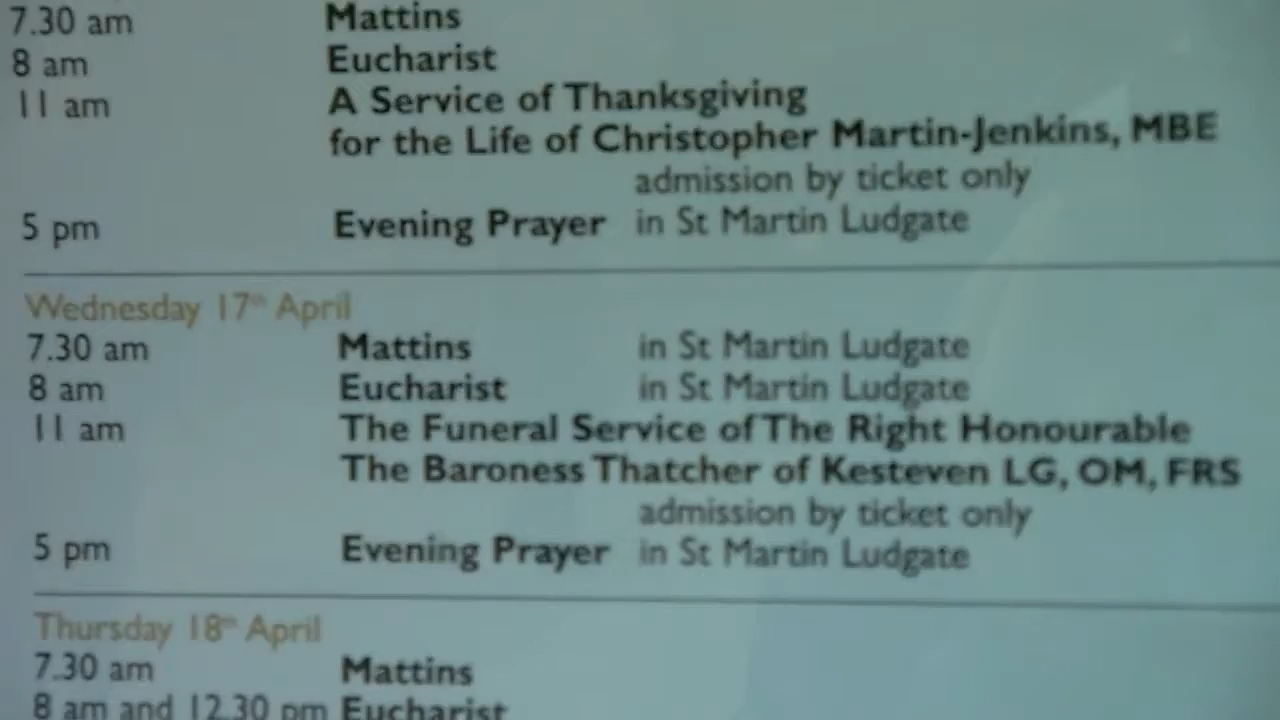 7.30 am Mattins
8 am Eucharist
11 am A Service of Thanksgiving
for the Life of Christopher Martin-Jenkins, MBE
admission by ticket only
5 pm Evening Prayer in St Martin Ludgate
Wednesday 17th April
7.30 am Mattins in St Martin Ludgate
8 am Eucharist in St Martin Ludgate
11 am The Funeral Service of The Right Honourable
The Baroness Thatcher of Kesteven LG, OM, FRS
admission by ticket only
5 pm Evening Prayer in St Martin Ludgate
Thursday 18th April
7.30 am Mattins
8 am and 12.30 pm Eucharist